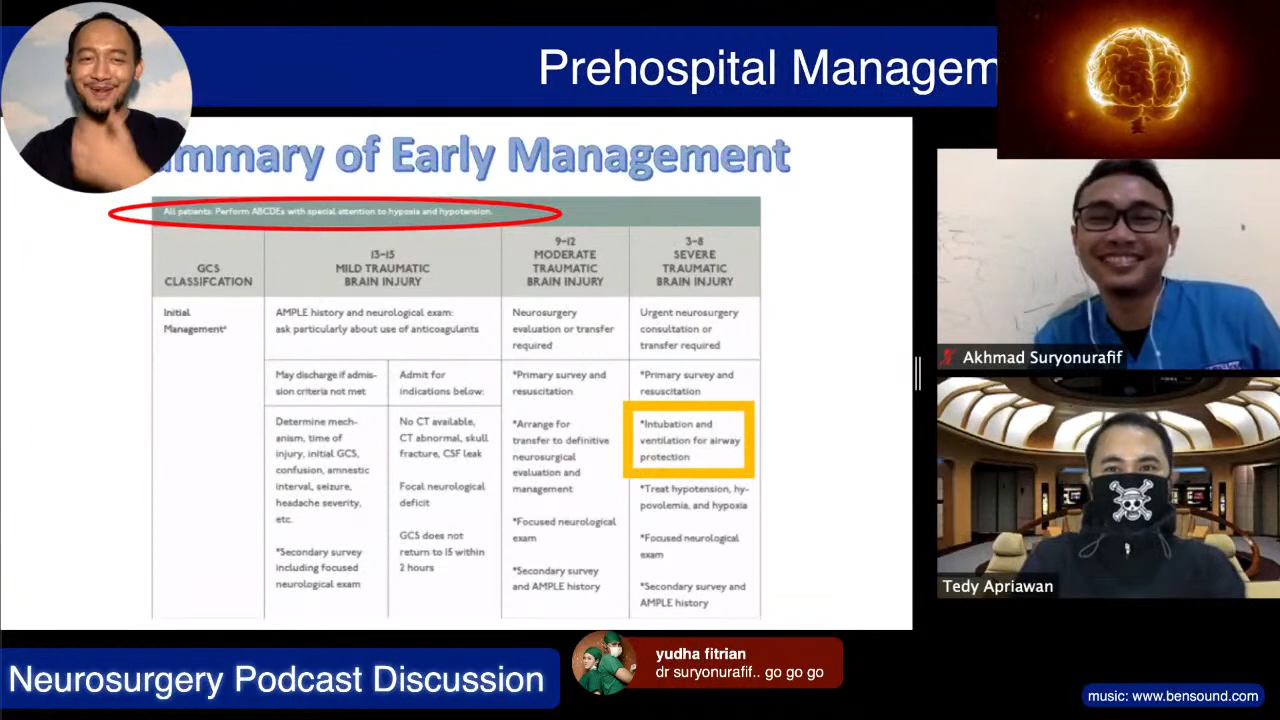 Prehospital Managem
mmary of Early Management
All patients: Perform ABCDEs with special attention to hypoxia and hypotension.
GCS
CLASSIFCATION
13–15
MILD TRAUMATIC
BRAIN INJURY
9–12
MODERATE
TRAUMATIC
BRAIN INJURY
3–8
SEVERE
TRAUMATIC
BRAIN INJURY
Initial
Management*
AMPLE history and neurological exam:
ask particularly about use of anticoagulants
Neurosurgery
evaluation or transfer
required
Urgent neurosurgery
consultation or
transfer required
May discharge if admis-
sion criteria not met
Admit for
indications below:
*Primary survey and
resuscitation
*Primary survey and
resuscitation
Determine mech-
anism, time of
injury, initial GCS,
confusion, amnestic
interval, seizure,
headache severity,
etc.
*Secondary survey
including focused
neurological exam
No CT available,
CT abnormal, skull
fracture, CSF leak
Focal neurological
deficit
GCS does not
return to 15 within
2 hours
*Arrange for
transfer to definitive
neurosurgical
evaluation and
management
*Focused neurological
exam
*Secondary survey
and AMPLE history
*Intubation and
ventilation for airway
protection
*Treat hypotension, hy-
povolemia, and hypoxia
*Focused neurological
exam
*Secondary survey and
AMPLE history
Akhmad Suryonurafif
Tedy Apriawan
Neurosurgery Podcast Discussion
yudha fitrian
dr suryonurafif.. go go go
music: www.bensound.com